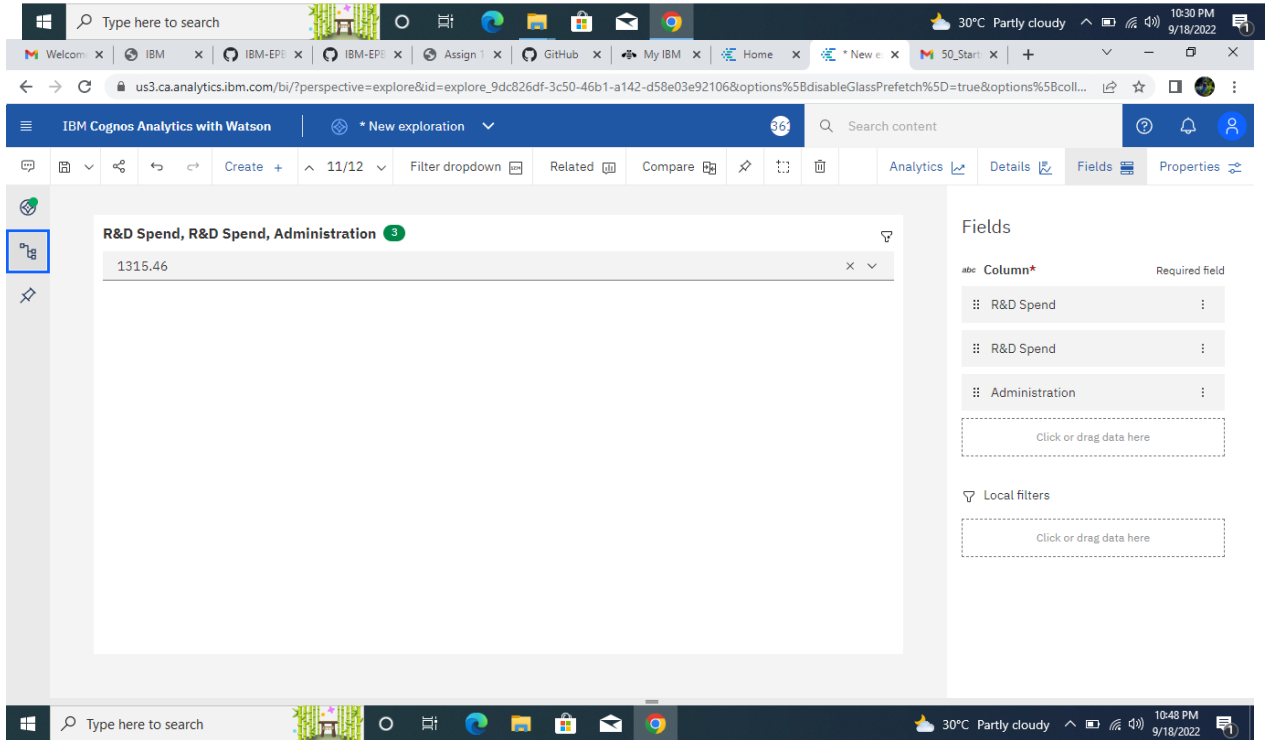 Type here to search
30°C Partly cloudy
10:30 PM
9/18/2022
1
Welcom
IBM
IBM-EPB
IBM-EPB
Assign T
GitHub
My IBM
Home
* New e
50_Start
us3.ca.analytics.ibm.com/bi/?perspective=explore&id=explore_9dc826df-3c50-46b1-a142-d58e03e92106&options%5BdisableGlassPrefetch%5D=true&options%5Bcoll...
IBM Cognos Analytics with Watson
* New exploration
361
Search content
Create +
11/12
Filter dropdown
Related
Compare
Analytics
Details
Fields
Properties
R&D Spend, R&D Spend, Administration 3
1315.46
Fields
abc Column*
Required field
R&D Spend
R&D Spend
Administration
Click or drag data here
Local filters
Click or drag data here
Type here to search
30°C Partly cloudy
10:48 PM
9/18/2022
1